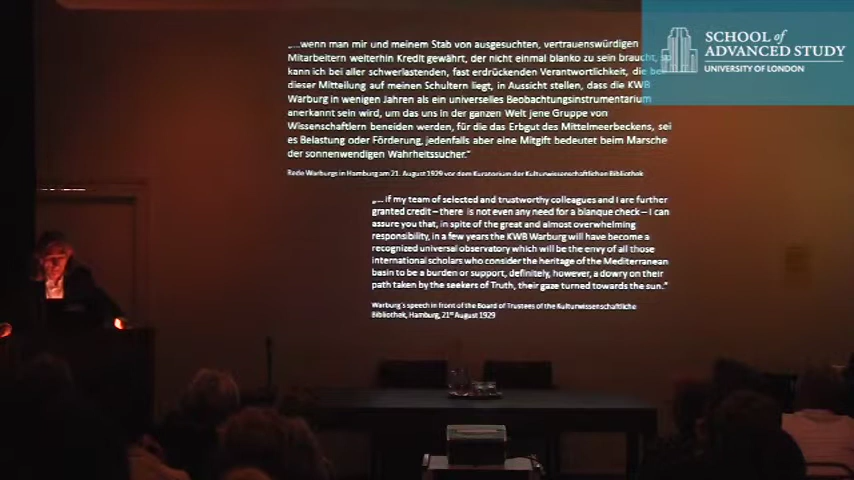 SCHOOL of
ADVANCED STUDY
UNIVERSITY OF LONDON
„...wenn man mir und meinem Stab von ausgesuchten, vertrauenswürdigen
Mitarbeitern weiterhin Kredit gewährt, der nicht einmal blanko zu sein braucht, so
kann ich bei aller schwerlastenden, fast erdrückenden Verantwortlichkeit, die bei
dieser Mitteilung auf meinen Schultern liegt, in Aussicht stellen, dass die KWB
Warburg in wenigen Jahren als ein universelles Beobachtungsinstrumentarium
anerkannt sein wird, um das uns in der ganzen Welt jene Gruppe von
Wissenschaftlern beneiden werden, für die das Erbgut des Mittelmeerbeckens, sei
es Belastung oder Förderung, jedenfalls aber eine Mitgift bedeutet beim Marsche
der sonnenwendigen Wahrheitssucher."
Rede Warburgs in Hamburg am 21. August 1929 vor dem Kuratorium der Kulturwissenschaftlichen Bibliothek
„... if my team of selected and trustworthy colleagues and I are further
granted credit – there is not even any need for a blanque check – I can
assure you that, in spite of the great and almost overwhelming
responsibility, in a few years the KWB Warburg will have become a
recognized universal observatory which will be the envy of all those
international scholars who consider the heritage of the Mediterranean
basin to be a burden or support, definitely, however, a dowry on their
path taken by the seekers of Truth, their gaze turned towards the sun."
Warburg's speech in front of the Board of Trustees of the Kulturwissenschaftliche
Bibliothek, Hamburg, 21st August 1929